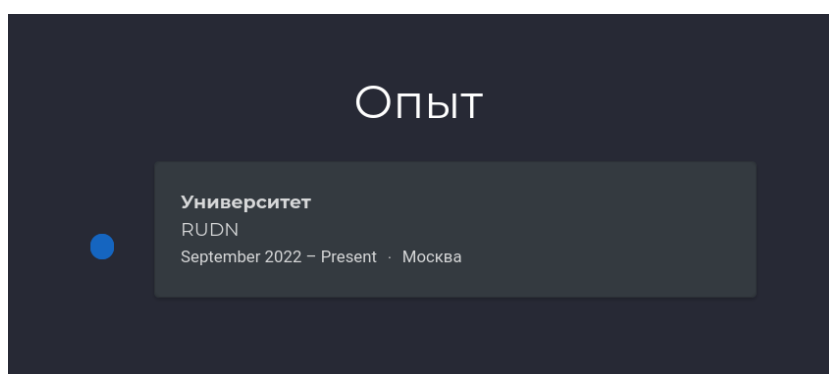 Опыт
Университет
RUDN
September 2022 – Present · Москва